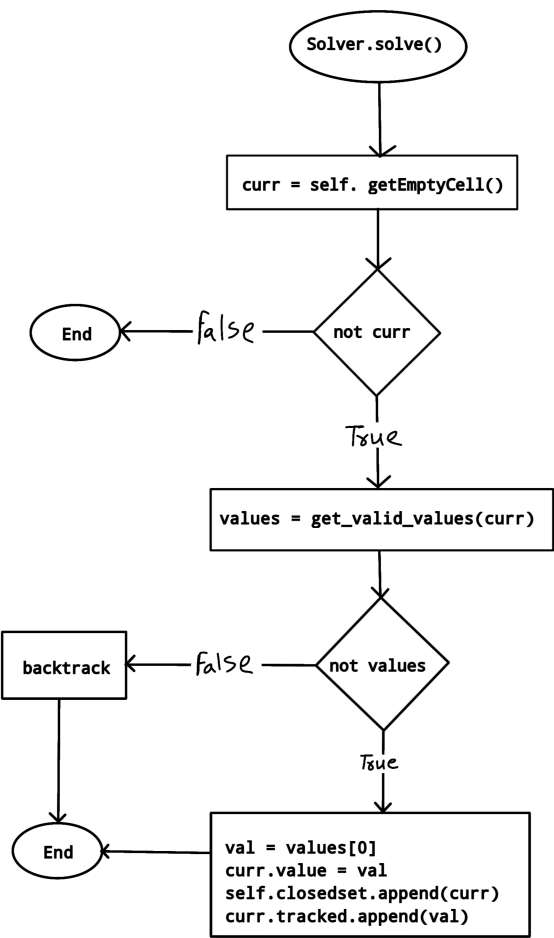 Solver.solve()
curr = self. getEmptyCell()
not curr
False
End
True
values = get_valid_values(curr)
not values
False
backtrack
True
val = values[0]
curr.value = val
self.closedset.append(curr)
curr.tracked.append(val)
End